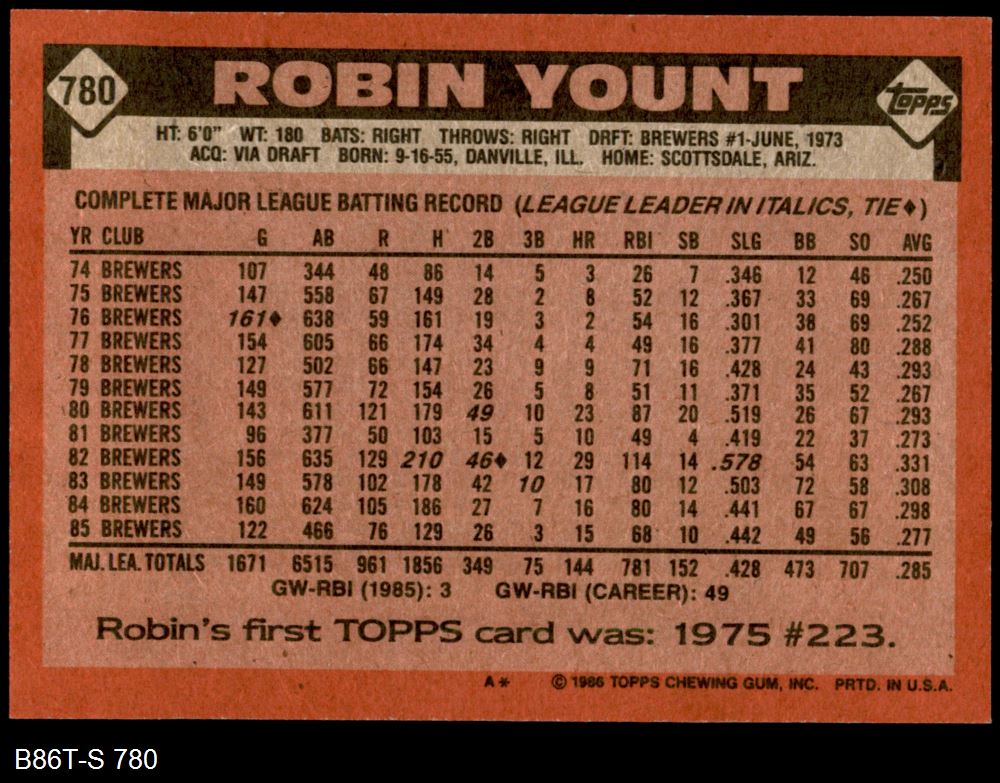 780 ROBIN YOUNT topps
HT: 6'0" WT: 180 BATS: RIGHT THROWS: RIGHT DRFT: BREWERS #1-JUNE, 1973
ACQ: VIA DRAFT BORN: 9-16-55, DANVILLE, ILL. HOME: SCOTTSDALE, ARIZ.
COMPLETE MAJOR LEAGUE BATTING RECORD (LEAGUE LEADER IN ITALICS, TIE♦)
YR CLUB G AB R H 2B 3B HR RBI SB SLG BB SO AVG
74 BREWERS 107 344 48 86 14 5 3 26 7 .346 12 46 .250
75 BREWERS 147 558 67 149 28 2 8 52 12 .367 33 69 .267
76 BREWERS 161♦ 638 59 161 19 3 2 54 16 .301 38 69 .252
77 BREWERS 154 605 66 174 34 4 4 49 16 .377 41 80 .288
78 BREWERS 127 502 66 147 23 9 9 71 16 .428 24 43 .293
79 BREWERS 149 577 72 154 26 5 8 51 11 .371 35 52 .267
80 BREWERS 143 611 121 179 49 10 23 87 20 .519 26 67 .293
81 BREWERS 96 377 50 103 15 5 10 49 4 .419 22 37 .273
82 BREWERS 156 635 129 210 46♦ 12 29 114 14 .578 54 63 .331
83 BREWERS 149 578 102 178 42 10 17 80 12 .503 72 58 .308
84 BREWERS 160 624 105 186 27 7 16 80 14 .441 67 67 .298
85 BREWERS 122 466 76 129 26 3 15 68 10 .442 49 56 .277
MAJ. LEA. TOTALS 1671 6515 961 1856 349 75 144 781 152 .428 473 707 .285
GW-RBI (1985): 3 GW-RBI (CAREER): 49
Robin's first TOPPS card was: 1975 #223.
A* © 1986 TOPPS CHEWING GUM, INC. PRTD. IN U.S.A.
B86T-S 780